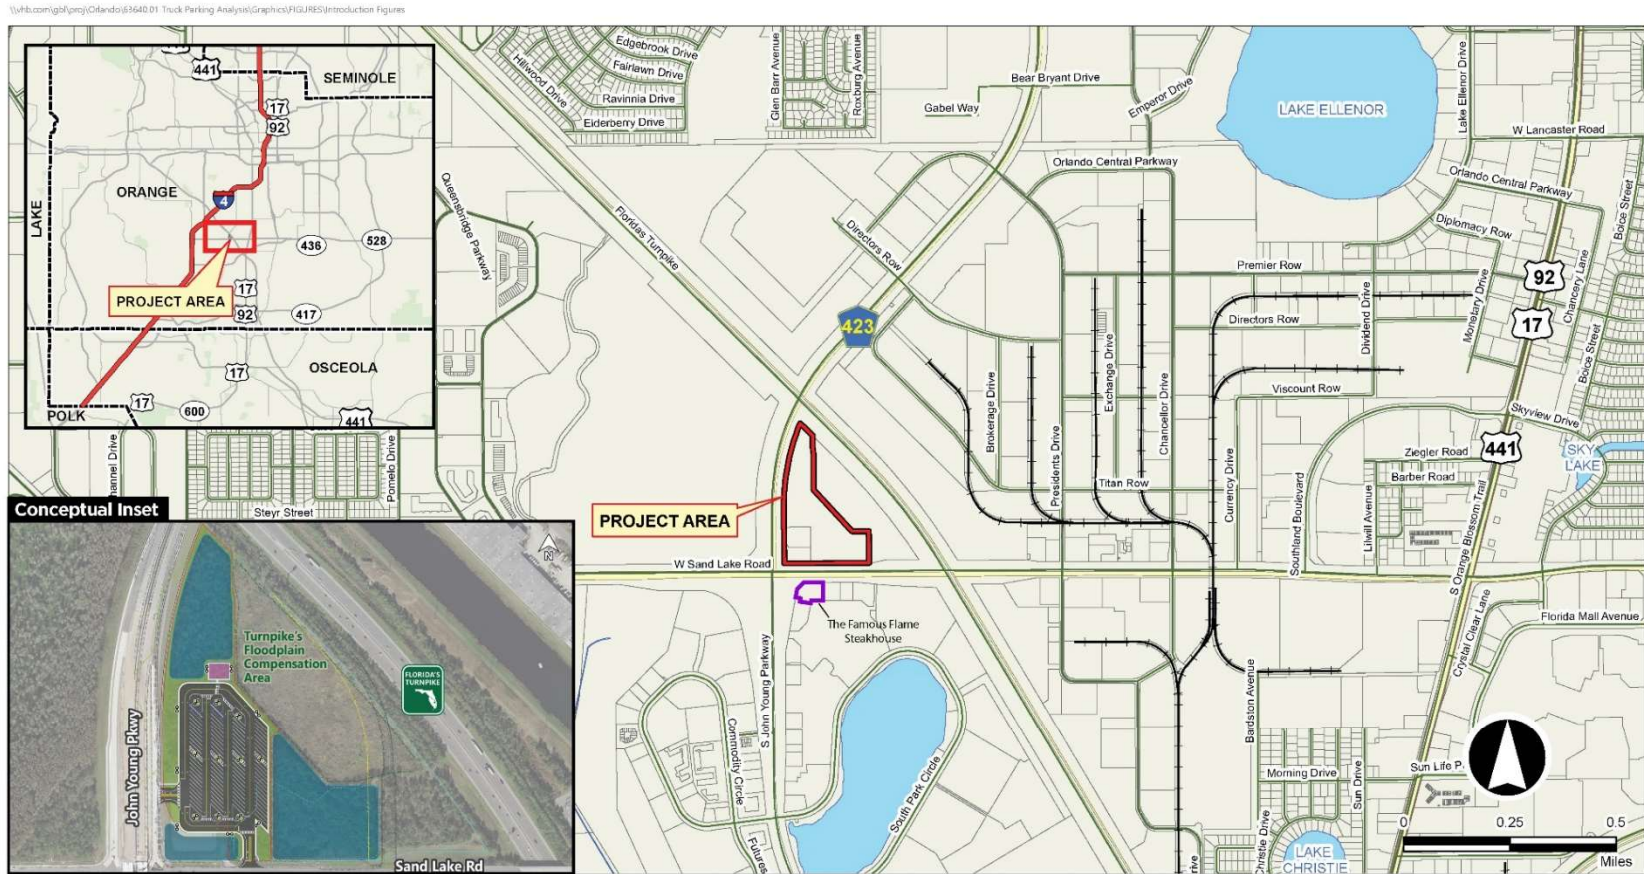 \\vhb.com\gbl\proj\Orlando\63640.01 Truck Parking Analysis\Graphics\FIGURES\Introduction Figures
441
SEMINOLE
17
92
ORANGE
LAKE
4
436
528
PROJECT AREA
17
92
417
OSCEOLA
17
POLK
17
600
441
Edgebrook Drive
Hillwood Drive
Fairlawn Drive
Ravinnia Drive
Elderberry Drive
Glen Barr Avenue
Roxburg Avenue
Bear Bryant Drive
Gabel Way
Emperor Drive
LAKE ELLENOR
Lake Ellenor Drive
W Lancaster Road
Orlando Central Parkway
Orlando Central Parkway
Boice Street
Diplomacy Row
Queensbridge Parkway
Floridas Turnpike
Directors Row
Premier Row
92
17
Chancery Lane
Monetary Drive
423
Directors Row
Dividend Drive
Boice Street
Brokerage Drive
Exchange Drive
Chancellor Drive
Viscount Row
Skyview Drive
441
SKY
LAKE
Ziegler Road
Barber Road
Presidents Drive
Titan Row
Currency Drive
Southland Boulevard
Lilwill Avenue
S Orange Blossom Trail
hannel Drive
Pomelo Drive
Steyr Street
PROJECT AREA
W Sand Lake Road
The Famous Flame
Steakhouse
S John Young Parkway
Crystal Clear Lane
Florida Mall Avenue
Commodity Circle
South Park Circle
Bardston Avenue
Futures
Morning Drive
Sun Drive
Sun Life P
Christie Drive
rive
LAKE
CHRISTIE
0
0.25
0.5
Miles
Conceptual Inset
N
Turnpike's
Floodplain
Compensation
Area
FLORIDA'S
TURNPIKE
John Young Pkwy
Sand Lake Rd